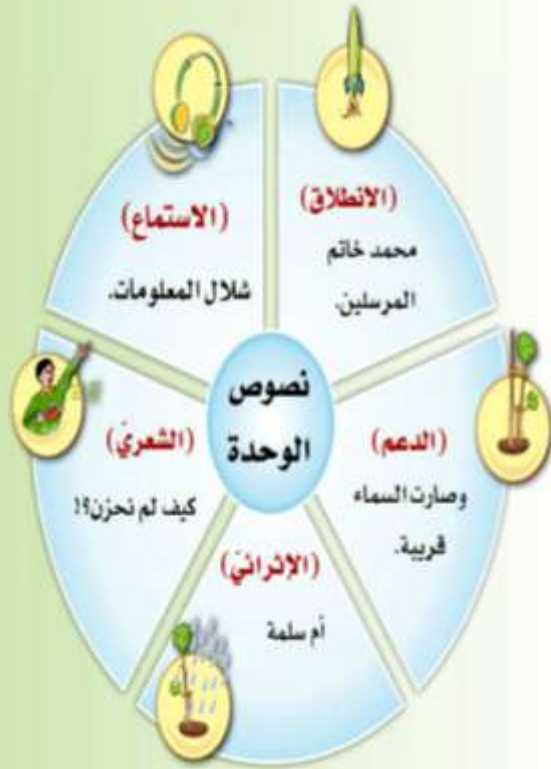 نصوص
الوحدة
(الانطلاق)
محمد خاتم
المرسلين.
(الدعم)
وصارت السماء
قريبة.
(الإثرائيّ)
أم سلمة
(الشعريّ)
كيف لم تحزن؟!
(الاستماع)
شلال المعلومات.